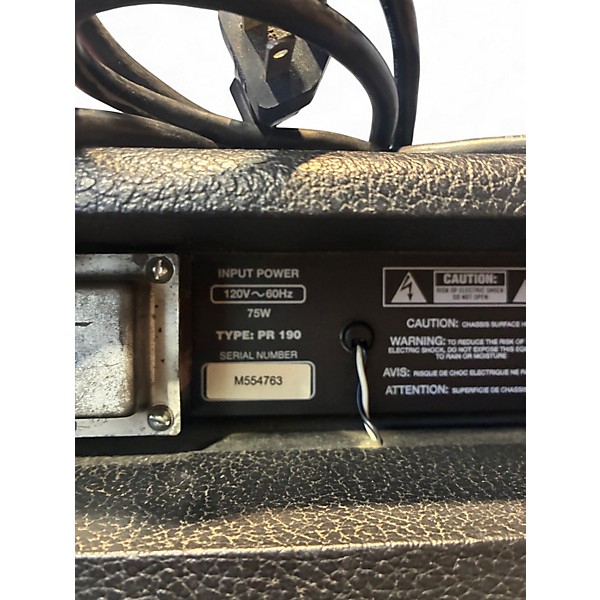 INPUT POWER
120V~60Hz
75W
TYPE: PR 190
SERIAL NUMBER
M554763
CAUTION:
RISK OF ELECTRIC SHOCK
DO NOT OPEN
CAUTION: CHASSIS SURFACE
WARNING: TO REDUCE THE RISK OF
ELECTRIC SHOCK, DO NOT EXPOSE THIS EQU
TO RAIN OR MOISTURE
AVIS: RISQUE DE CHOC ELECTRIQUE NE
ATTENTION: SUPERFICIE DE CHASSIS